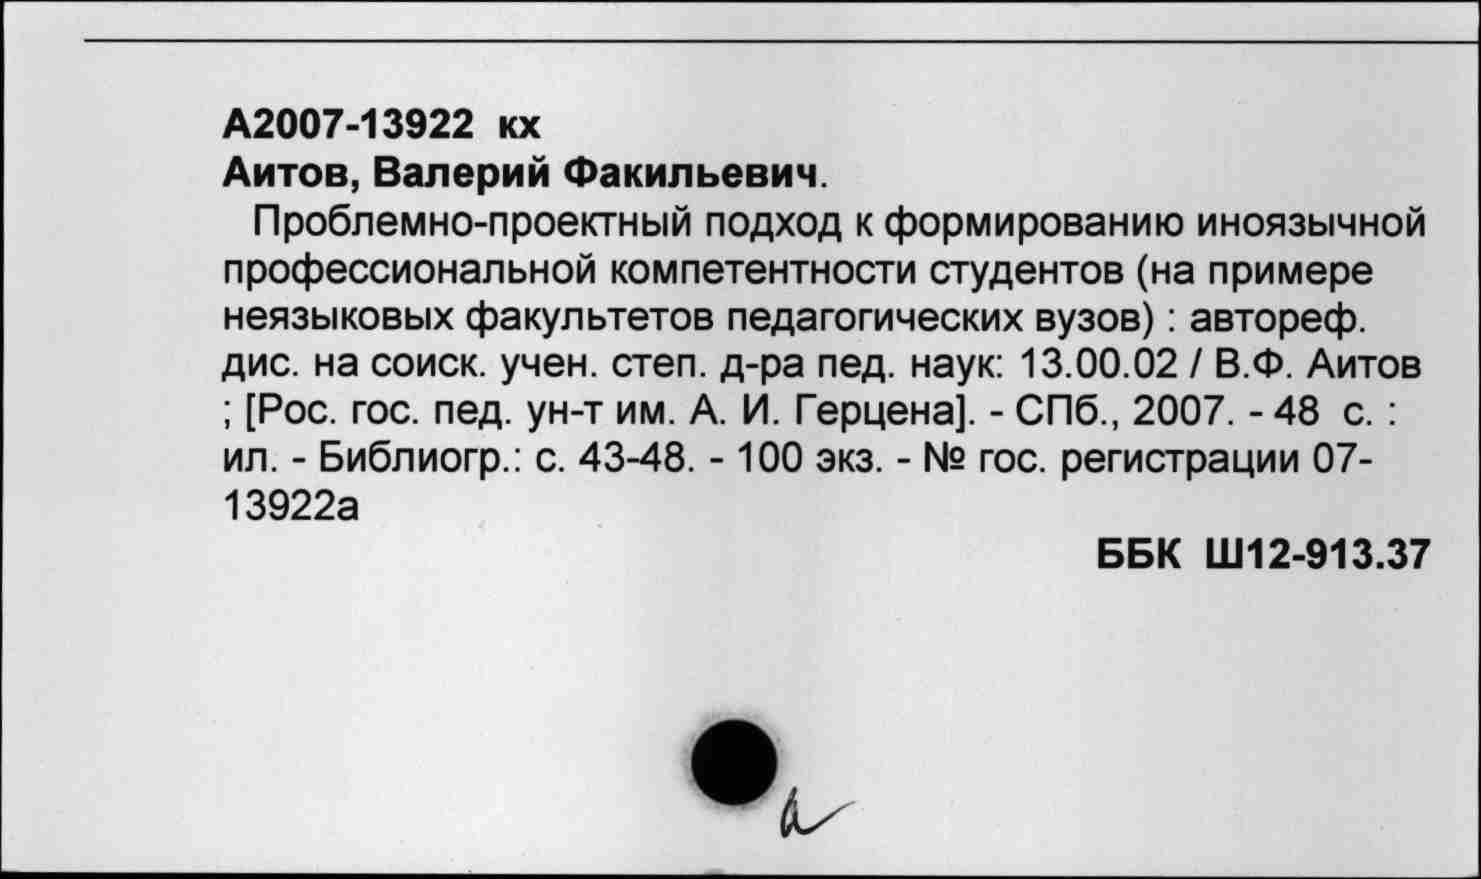 А2007-13922 кх
Аитов, Валерий Факильевич.
Проблемно-проектный подход к формированию иноязычной
профессиональной компетентности студентов (на примере
неязыковых факультетов педагогических вузов) : автореф.
дис. на соиск. учен. степ. д-ра пед. наук: 13.00.02 / В.Ф. Аитов
; [Рос. гос. пед. ун-т им. А. И. Герцена]. - СПб., 2007. - 48 с. :
ил. - Библиогр.: с. 43-48. - 100 экз. - № гос. регистрации 07-
13922а
ББК Ш12-913.37
а